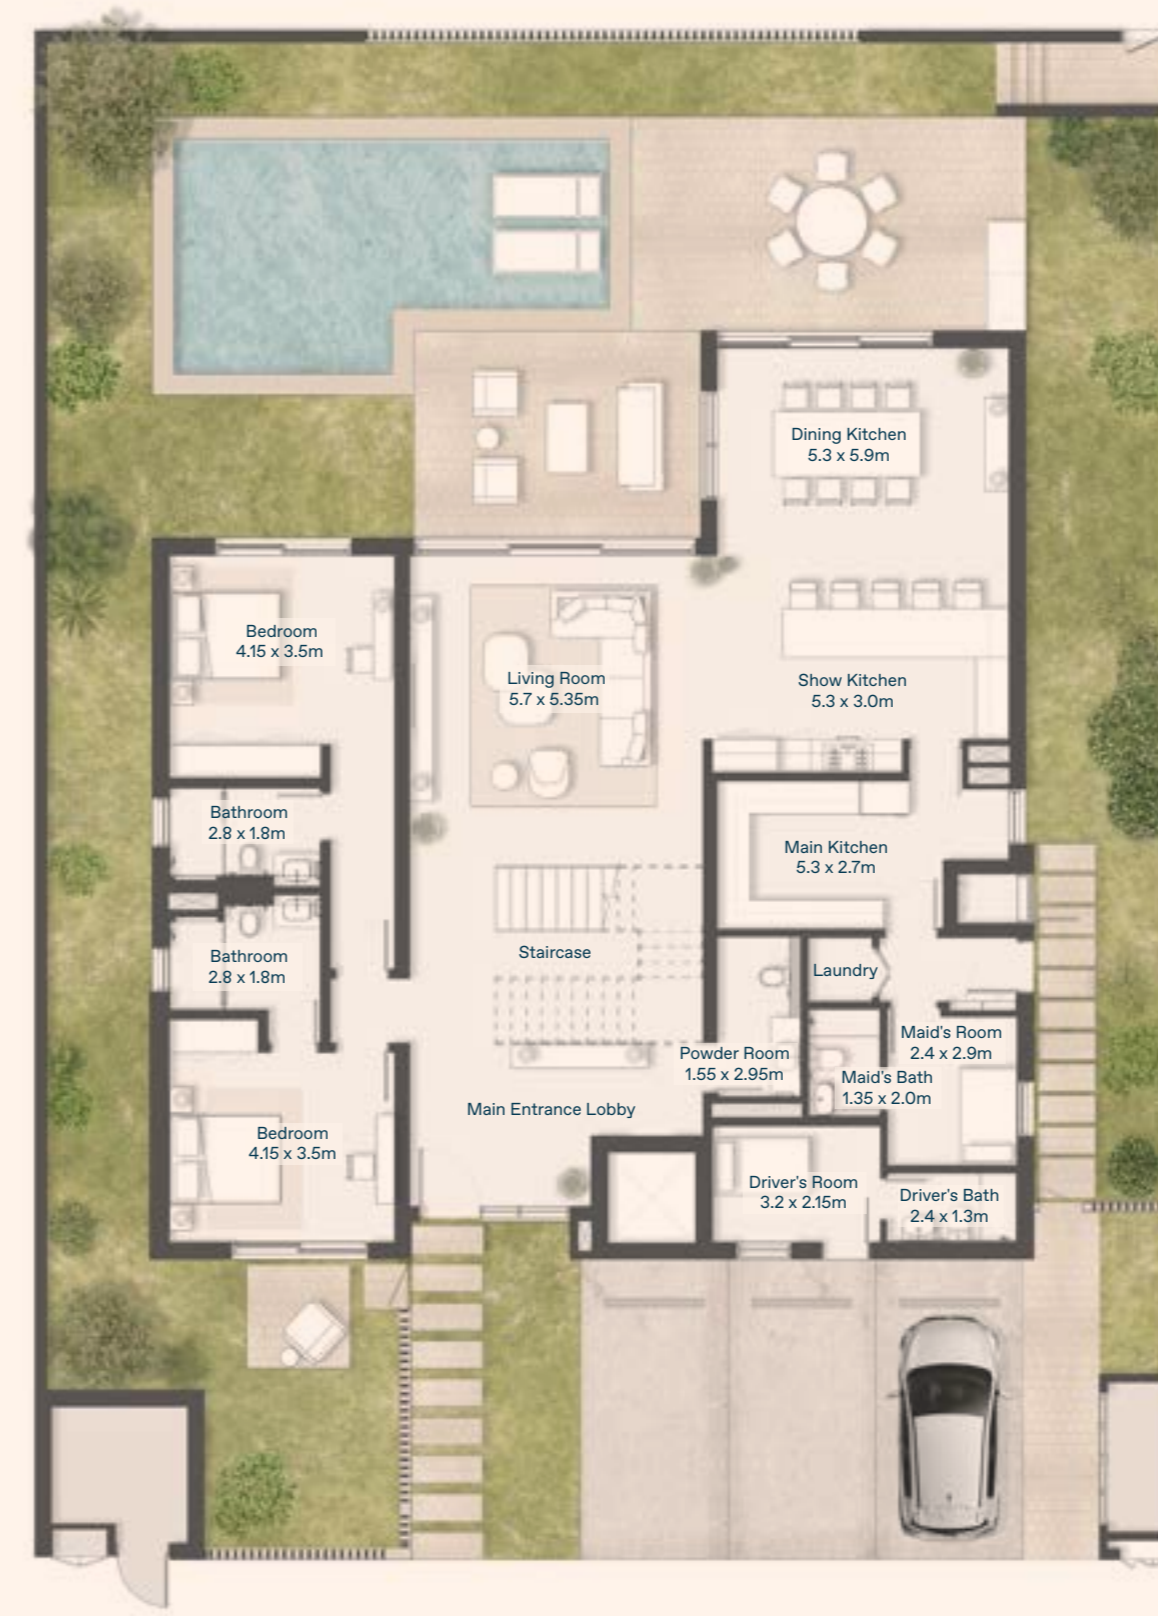 Dining Kitchen
5.3 x 5.9m
Bedroom
4.15 x 3.5m
Living Room
5.7 x 5.35m
Show Kitchen
5.3 x 3.0m
Bathroom
2.8 x 1.8m
Main Kitchen
5.3 x 2.7m
Staircase
Bathroom
2.8 x 1.8m
Laundry
Maid's Room
2.4 x 2.9m
Powder Room
1.55 x 2.95m
Maid's Bath
1.35 x 2.0m
Main Entrance Lobby
Bedroom
4.15 x 3.5m
Driver's Room
3.2 x 2.15m
Driver's Bath
2.4 x 1.3m